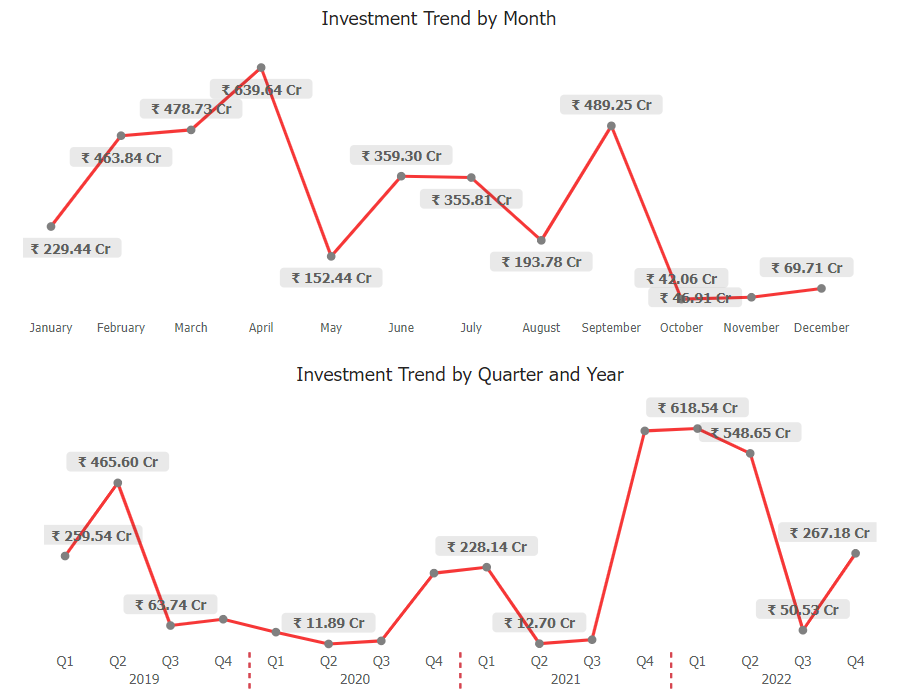 Investment Trend by Month
₹ 639.64 Cr
₹ 478.73 Cr
₹ 489.25 Cr
₹ 463.84 Cr
₹ 359.30 Cr
₹ 355.81 Cr
₹ 229.44 Cr
₹ 193.78 Cr
₹ 152.44 Cr
₹ 42.06 Cr
₹ 69.71 Cr
₹ 46.91 Cr
January February March April May June July August September October November December
Investment Trend by Quarter and Year
₹ 618.54 Cr
₹ 548.65 Cr
₹ 465.60 Cr
₹ 259.54 Cr
₹ 267.18 Cr
₹ 228.14 Cr
₹ 63.74 Cr
₹ 50.53 Cr
₹ 11.89 Cr
₹ 12.70 Cr
Q1 Q2 Q3 Q4 Q1 Q2 Q3 Q4 Q1 Q2 Q3 Q4 Q1 Q2 Q3 Q4
2019 2020 2021 2022